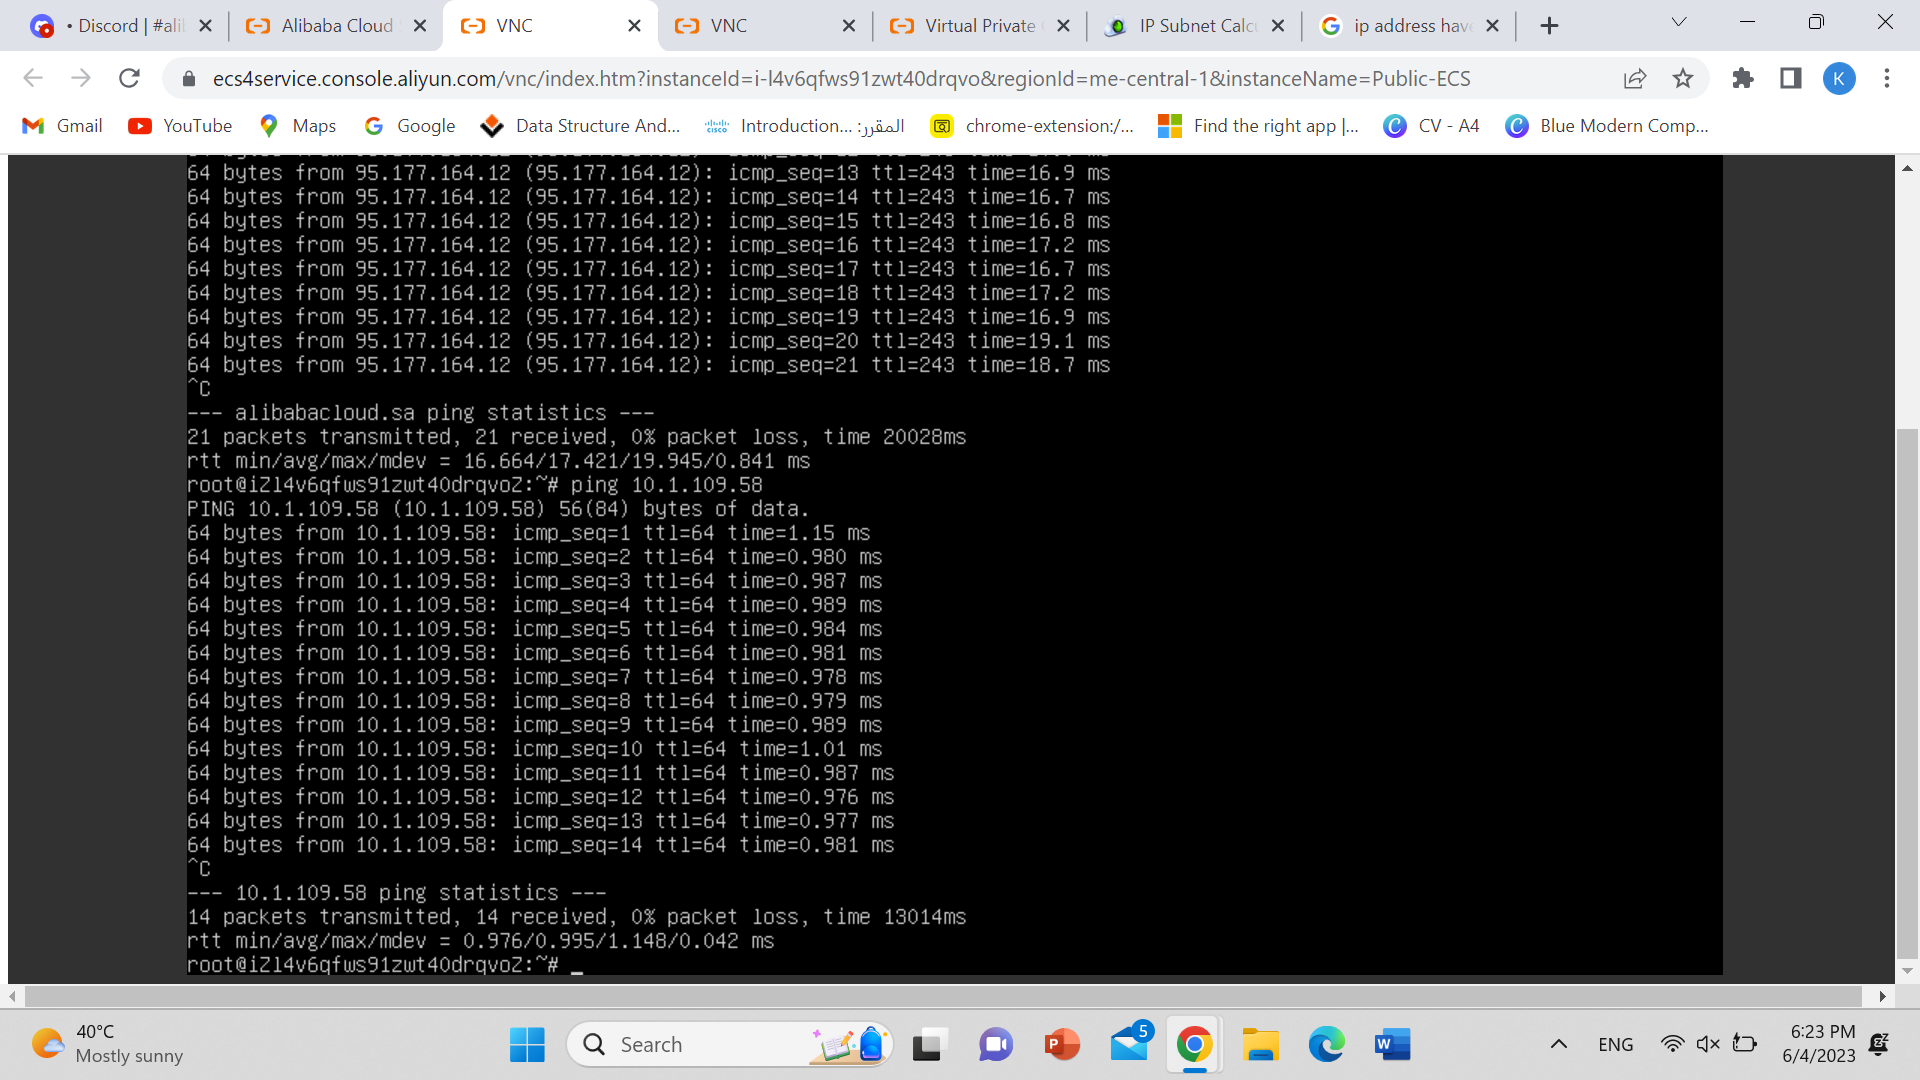 • Discord | #ali
Alibaba Cloud
VNC
VNC
Virtual Private
IP Subnet Calc
ip address have
ecs4service.console.aliyun.com/vnc/index.htm?instanceId=i-l4v6qfws91zwt40drqvo&regionId=me-central-1&instanceName=Public-ECS
K
Gmail
YouTube
Maps
Google
Data Structure And...
Introduction... :المقرر
chrome-extension:/...
Find the right app |...
CV - A4
Blue Modern Comp...
64 bytes from 95.177.164.12 (95.177.164.12): icmp_seq=13 ttl=243 time=16.9 ms
64 bytes from 95.177.164.12 (95.177.164.12): icmp_seq=14 ttl=243 time=16.7 ms
64 bytes from 95.177.164.12 (95.177.164.12): icmp_seq=15 ttl=243 time=16.8 ms
64 bytes from 95.177.164.12 (95.177.164.12): icmp_seq=16 ttl=243 time=17.2 ms
64 bytes from 95.177.164.12 (95.177.164.12): icmp_seq=17 ttl=243 time=16.7 ms
64 bytes from 95.177.164.12 (95.177.164.12): icmp_seq=18 ttl=243 time=17.2 ms
64 bytes from 95.177.164.12 (95.177.164.12): icmp_seq=19 ttl=243 time=16.9 ms
64 bytes from 95.177.164.12 (95.177.164.12): icmp_seq=20 ttl=243 time=19.1 ms
64 bytes from 95.177.164.12 (95.177.164.12): icmp_seq=21 ttl=243 time=18.7 ms
^C
--- alibabacloud.sa ping statistics ---
21 packets transmitted, 21 received, 0% packet loss, time 20028ms
rtt min/avg/max/mdev = 16.664/17.421/19.945/0.841 ms
root@iZl4v6qfws91zwt40drqvoZ:~# ping 10.1.109.58
PING 10.1.109.58 (10.1.109.58) 56(84) bytes of data.
64 bytes from 10.1.109.58: icmp_seq=1 ttl=64 time=1.15 ms
64 bytes from 10.1.109.58: icmp_seq=2 ttl=64 time=0.980 ms
64 bytes from 10.1.109.58: icmp_seq=3 ttl=64 time=0.987 ms
64 bytes from 10.1.109.58: icmp_seq=4 ttl=64 time=0.989 ms
64 bytes from 10.1.109.58: icmp_seq=5 ttl=64 time=0.984 ms
64 bytes from 10.1.109.58: icmp_seq=6 ttl=64 time=0.981 ms
64 bytes from 10.1.109.58: icmp_seq=7 ttl=64 time=0.978 ms
64 bytes from 10.1.109.58: icmp_seq=8 ttl=64 time=0.979 ms
64 bytes from 10.1.109.58: icmp_seq=9 ttl=64 time=0.989 ms
64 bytes from 10.1.109.58: icmp_seq=10 ttl=64 time=1.01 ms
64 bytes from 10.1.109.58: icmp_seq=11 ttl=64 time=0.987 ms
64 bytes from 10.1.109.58: icmp_seq=12 ttl=64 time=0.976 ms
64 bytes from 10.1.109.58: icmp_seq=13 ttl=64 time=0.977 ms
64 bytes from 10.1.109.58: icmp_seq=14 ttl=64 time=0.981 ms
^C
--- 10.1.109.58 ping statistics ---
14 packets transmitted, 14 received, 0% packet loss, time 13014ms
rtt min/avg/max/mdev = 0.976/0.995/1.148/0.042 ms
root@iZl4v6qfws91zwt40drqvoZ:~# _
40°C
Mostly sunny
Search
5
ENG
6:23 PM
6/4/2023